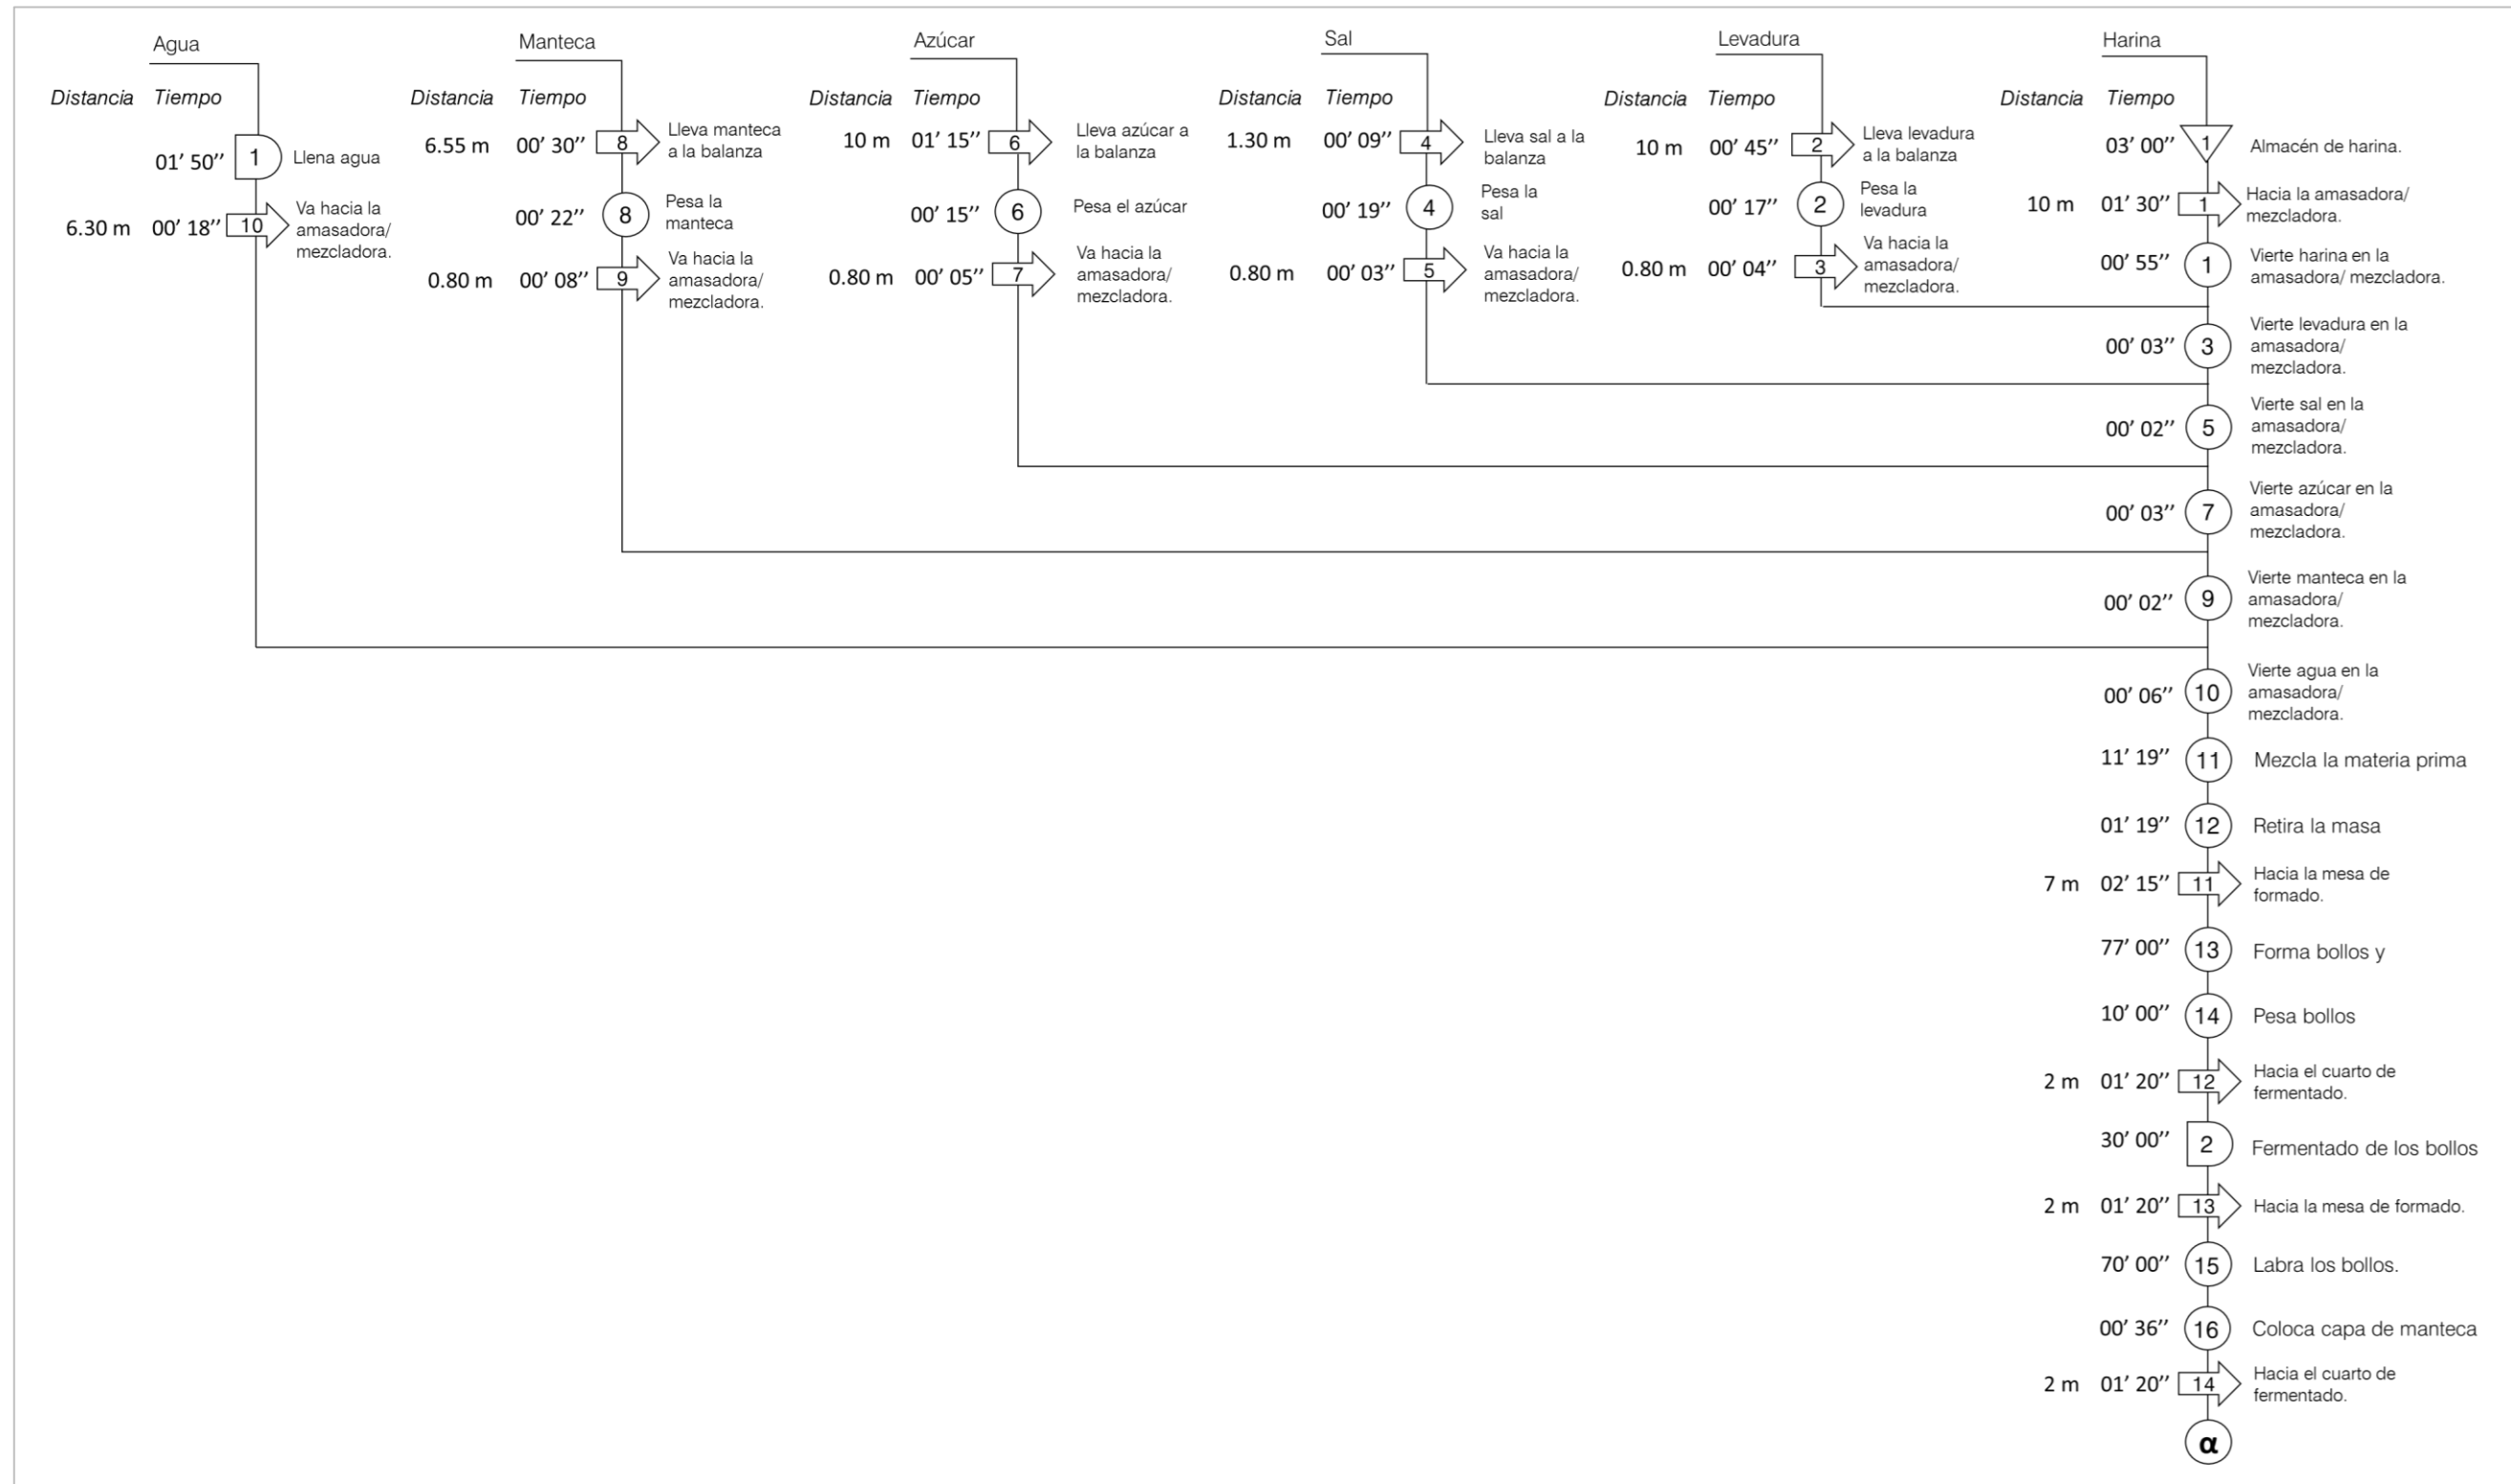 Agua
Distancia Tiempo
01’ 50’’ 1 Llena agua
6.30 m 00’ 18’’ 10 Va hacia la
amasadora/
mezcladora.
Manteca
Distancia Tiempo
6.55 m 00’ 30’’ 8 Lleva manteca
a la balanza
00’ 22’’ 8 Pesa la
manteca
0.80 m 00’ 08’’ 9 Va hacia la
amasadora/
mezcladora.
Azúcar
Distancia Tiempo
10 m 01’ 15’’ 6 Lleva azúcar a
la balanza
00’ 15’’ 6 Pesa el azúcar
0.80 m 00’ 05’’ 7 Va hacia la
amasadora/
mezcladora.
Sal
Distancia Tiempo
1.30 m 00’ 09’’ 4 Lleva sal a la
balanza
00’ 19’’ 4 Pesa la
sal
0.80 m 00’ 03’’ 5 Va hacia la
amasadora/
mezcladora.
Levadura
Distancia Tiempo
10 m 00’ 45’’ 2 Lleva levadura
a la balanza
00’ 17’’ 2 Pesa la
levadura
0.80 m 00’ 04’’ 3 Va hacia la
amasadora/
mezcladora.
Harina
Distancia Tiempo
03’ 00’’ 1 Almacén de harina.
10 m 01’ 30’’ 1 Hacia la amasadora/
mezcladora.
00’ 55’’ 1 Vierte harina en la
amasadora/ mezcladora.
00’ 03’’ 3 Vierte levadura en la
amasadora/
mezcladora.
00’ 02’’ 5 Vierte sal en la
amasadora/
mezcladora.
00’ 03’’ 7 Vierte azúcar en la
amasadora/
mezcladora.
00’ 02’’ 9 Vierte manteca en la
amasadora/
mezcladora.
00’ 06’’ 10 Vierte agua en la
amasadora/
mezcladora.
11’ 19’’ 11 Mezcla la materia prima
01’ 19’’ 12 Retira la masa
7 m 02’ 15’’ 11 Hacia la mesa de
formado.
77’ 00’’ 13 Forma bollos y
10’ 00’’ 14 Pesa bollos
2 m 01’ 20’’ 12 Hacia el cuarto de
fermentado.
30’ 00’’ 2 Fermentado de los bollos
2 m 01’ 20’’ 13 Hacia la mesa de formado.
70’ 00’’ 15 Labra los bollos.
00’ 36’’ 16 Coloca capa de manteca
2 m 01’ 20’’ 14 Hacia el cuarto de
fermentado.
α